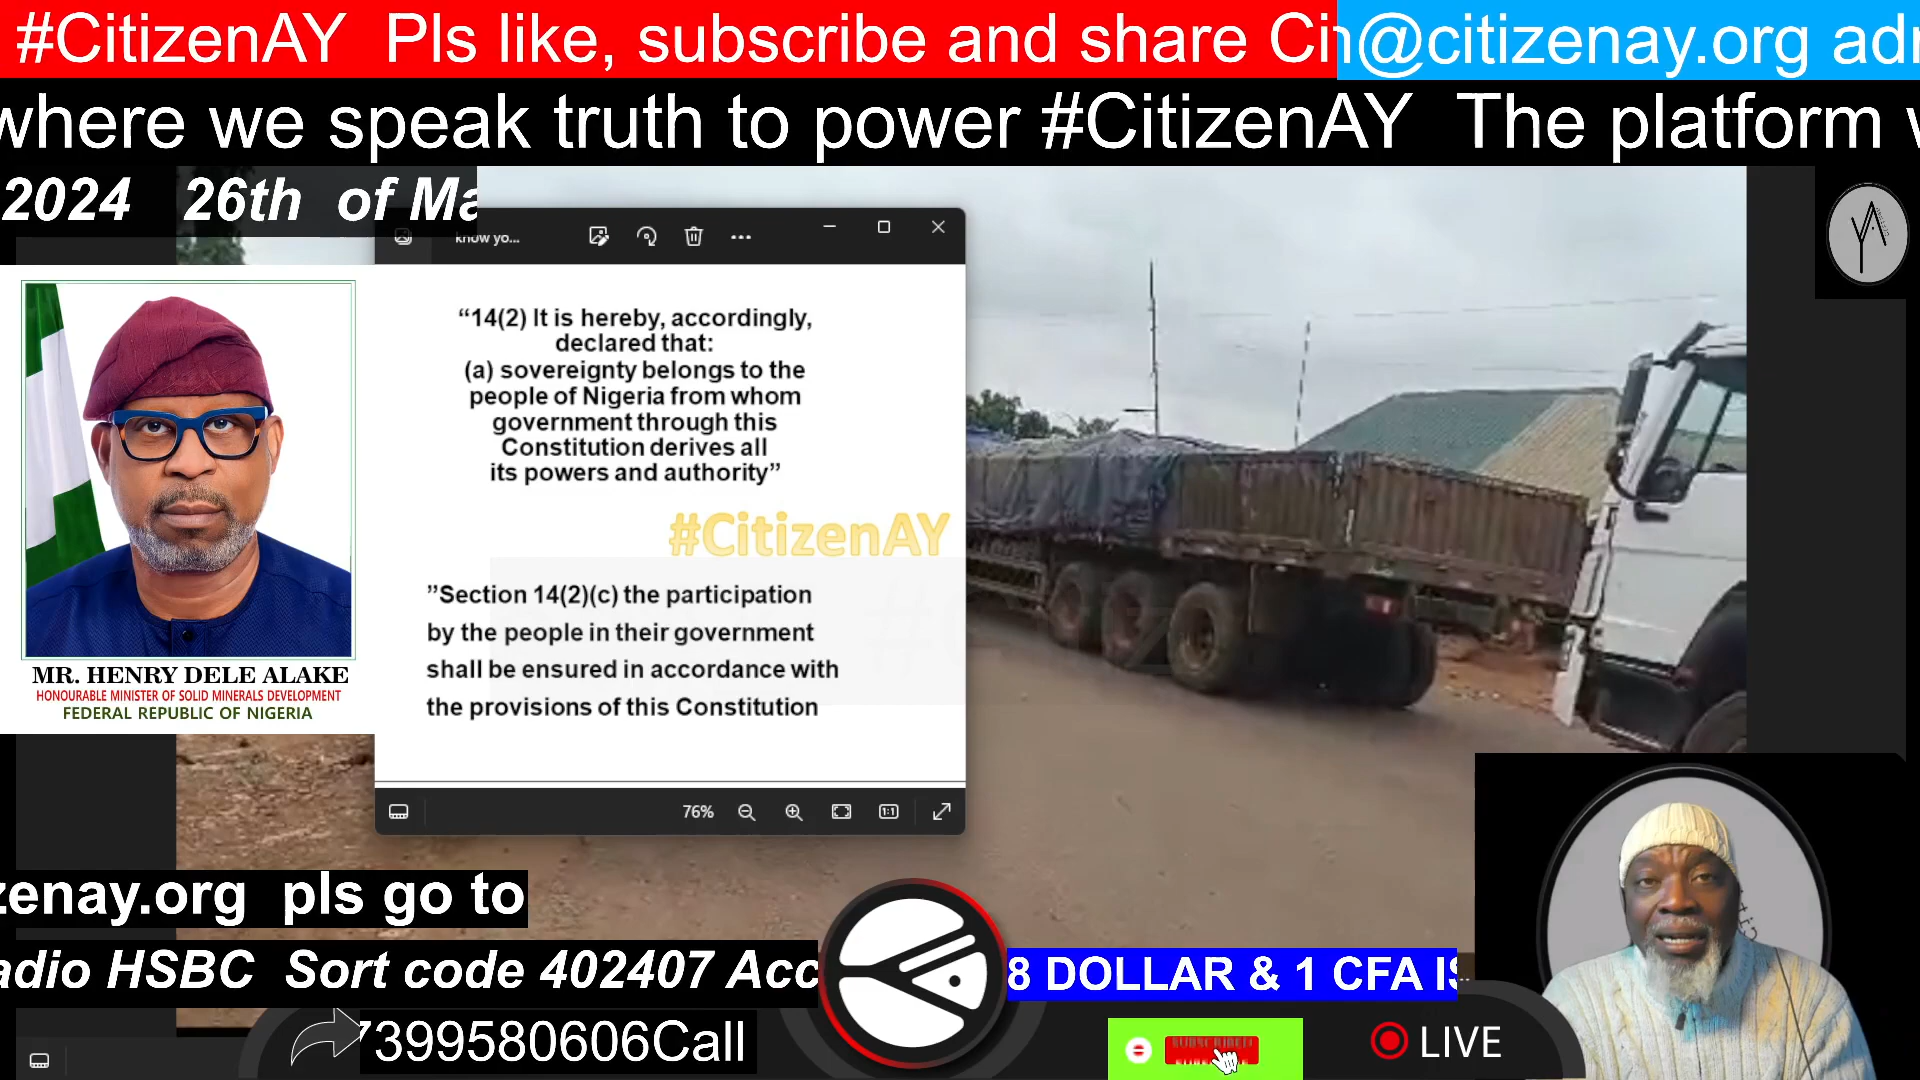 #CitizenAY Pls like, subscribe and share Ci
n@citizenay.org
where we speak truth to power #CitizenAY The platform
2024 26th of Ma
know yo...
“14(2) It is hereby, accordingly,
declared that:
(a) sovereignty belongs to the
people of Nigeria from whom
government through this
Constitution derives all
its powers and authority”
#CitizenAY
”Section 14(2)(c) the participation
by the people in their government
shall be ensured in accordance with
the provisions of this Constitution
MR. HENRY DELE ALAKE
HONOURABLE MINISTER OF SOLID MINERALS DEVELOPMENT
FEDERAL REPUBLIC OF NIGERIA
76%
1:1
zenay.org pls go to
adio HSBC Sort code 402407 Acc
8 DOLLAR & 1 CFA IS
7399580606Call
LIVE